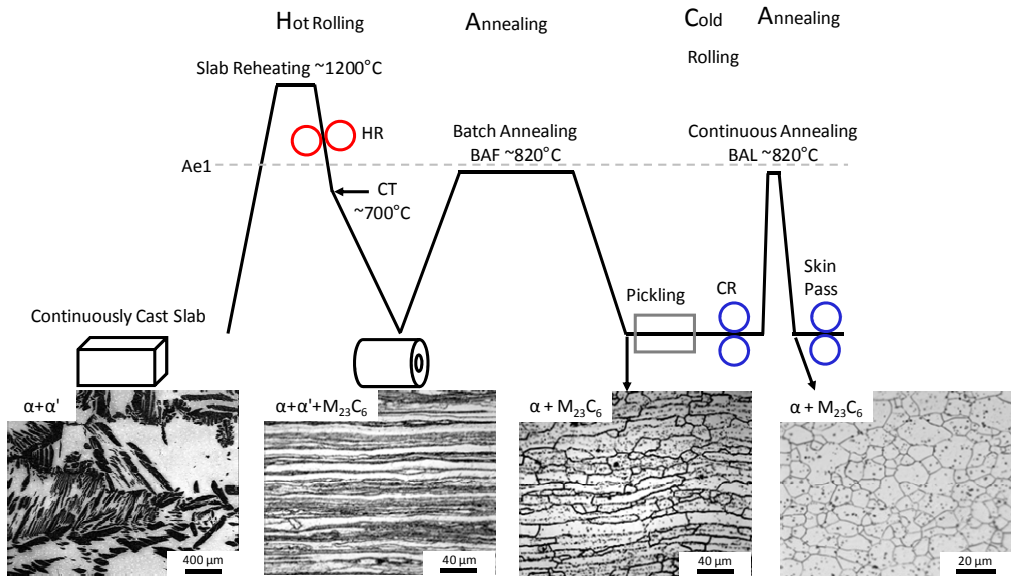 Hot Rolling
Annealing
Cold
Rolling
Annealing
Slab Reheating ~1200°C
HR
Batch Annealing
BAF ~820°C
Continuous Annealing
BAL ~820°C
Ae1
CT
~700°C
Continuously Cast Slab
Pickling
CR
Skin
Pass
α+α'
α+α'+M₂₃C₆
α + M₂₃C₆
α + M₂₃C₆
400 µm
40 µm
40 µm
20 µm